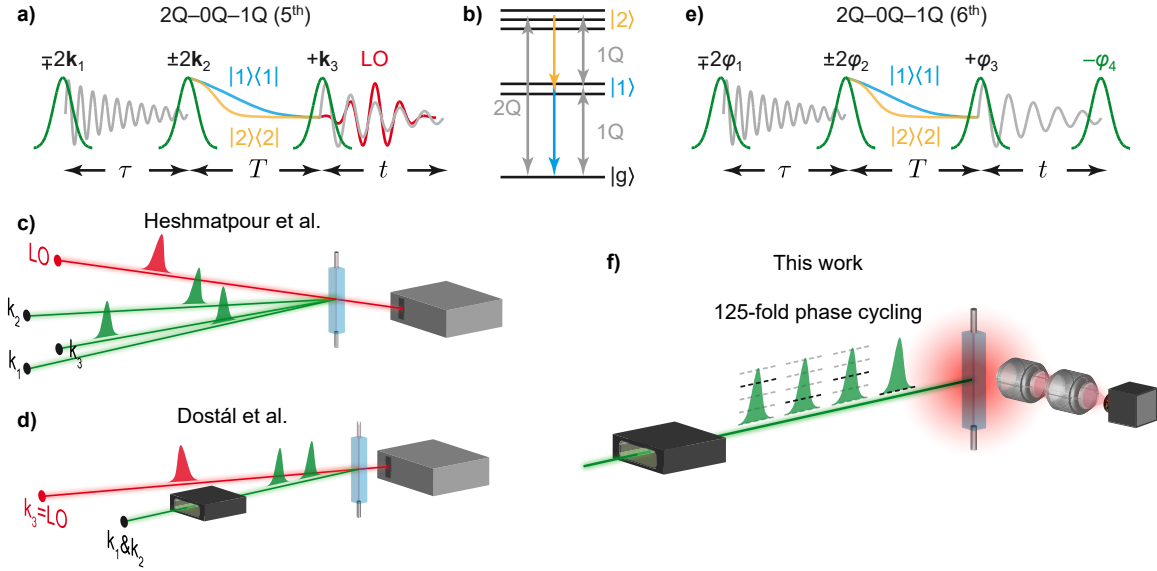 a) 2Q–0Q–1Q (5th)
∓2k₁ ±2k₂ +k₃ LO
|1⟩⟨1|
|2⟩⟨2|
τ T t
b)
|2⟩
1Q
|1⟩
2Q
1Q
|g⟩
e) 2Q–0Q–1Q (6th)
∓2φ₁ ±2φ₂ +φ₃ −φ₄
|1⟩⟨1|
|2⟩⟨2|
τ T t
c) Heshmatpour et al.
LO
k₂
k₃
k₁
d) Dostál et al.
k₃=LO
k₁&k₂
f) This work
125-fold phase cycling